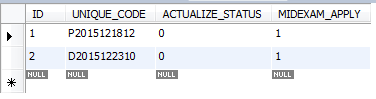 ID UNIQUE_CODE ACTUALIZE_STATUS MIDEXAM_APPLY
1 P2015121812 0 1
2 D2015122310 0 1
NULL NULL NULL NULL